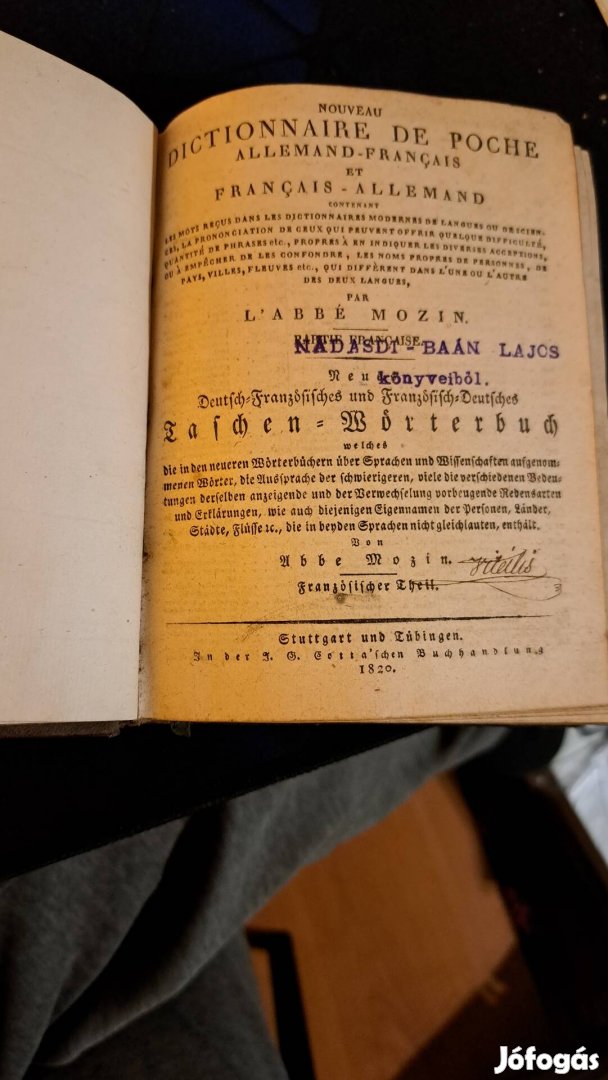 NOUVEAU
DICTIONNAIRE DE POCHE
ALLEMAND-FRANÇAIS
ET
FRANÇAIS-ALLEMAND
CONTENANT
LES MOTS REÇUS DANS LES DICTIONNAIRES MODERNES DE LANGUES OU DE SCIEN-
CES, LA PRONONCIATION DE CEUX QUI PEUVENT OFFRIR QUELQUE DIFFICULTÉ,
QUANTITÉ DE PHRASES etc., PROPRES À EN INDIQUER LES DIVERSES ACCEPTIONS,
OU À EMPÊCHER DE LES CONFONDRE, LES NOMS PROPRES DE PERSONNES, DE
PAYS, VILLES, FLEUVES etc., QUI DIFFÈRENT DANS L'UNE OU L'AUTRE
DES DEUX LANGUES,
PAR
L'ABBÉ MOZIN.
PARTIE FRANÇAISE.
NÁDASDI-BAÁN LAJOS
könyveiből.
Neues
Deutsch-Französisches und Französisch-Deutsches
Taschen-Wörterbuch
welches
die in den neueren Wörterbüchern über Sprachen und Wissenschaften aufgenom-
menen Wörter, die Aussprache der schwierigeren, viele die verschiedenen Bedeu-
tungen derselben anzeigende und der Verwechselung vorbeugende Redensarten
und Erklärungen, wie auch diejenigen Eigennamen der Personen, Länder,
Städte, Flüsse ꝛc., die in beyden Sprachen nicht gleichlauten, enthält.
Von
Abbe Mozin.
Französischer Theil.
Stuttgart und Tübingen.
In der J. G. Cotta'schen Buchhandlung
1820.
Jófogás